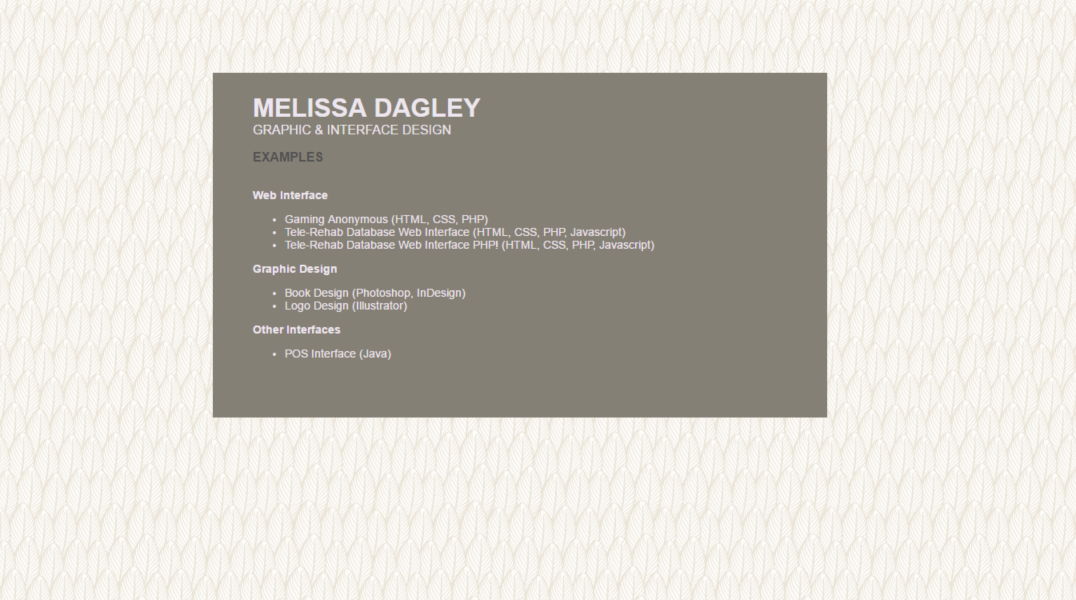 MELISSA DAGLEY
GRAPHIC & INTERFACE DESIGN
EXAMPLES
Web Interface
• Gaming Anonymous (HTML, CSS, PHP)
• Tele-Rehab Database Web Interface (HTML, CSS, PHP, Javascript)
• Tele-Rehab Database Web Interface PHP! (HTML, CSS, PHP, Javascript)
Graphic Design
• Book Design (Photoshop, InDesign)
• Logo Design (Illustrator)
Other Interfaces
• POS Interface (Java)